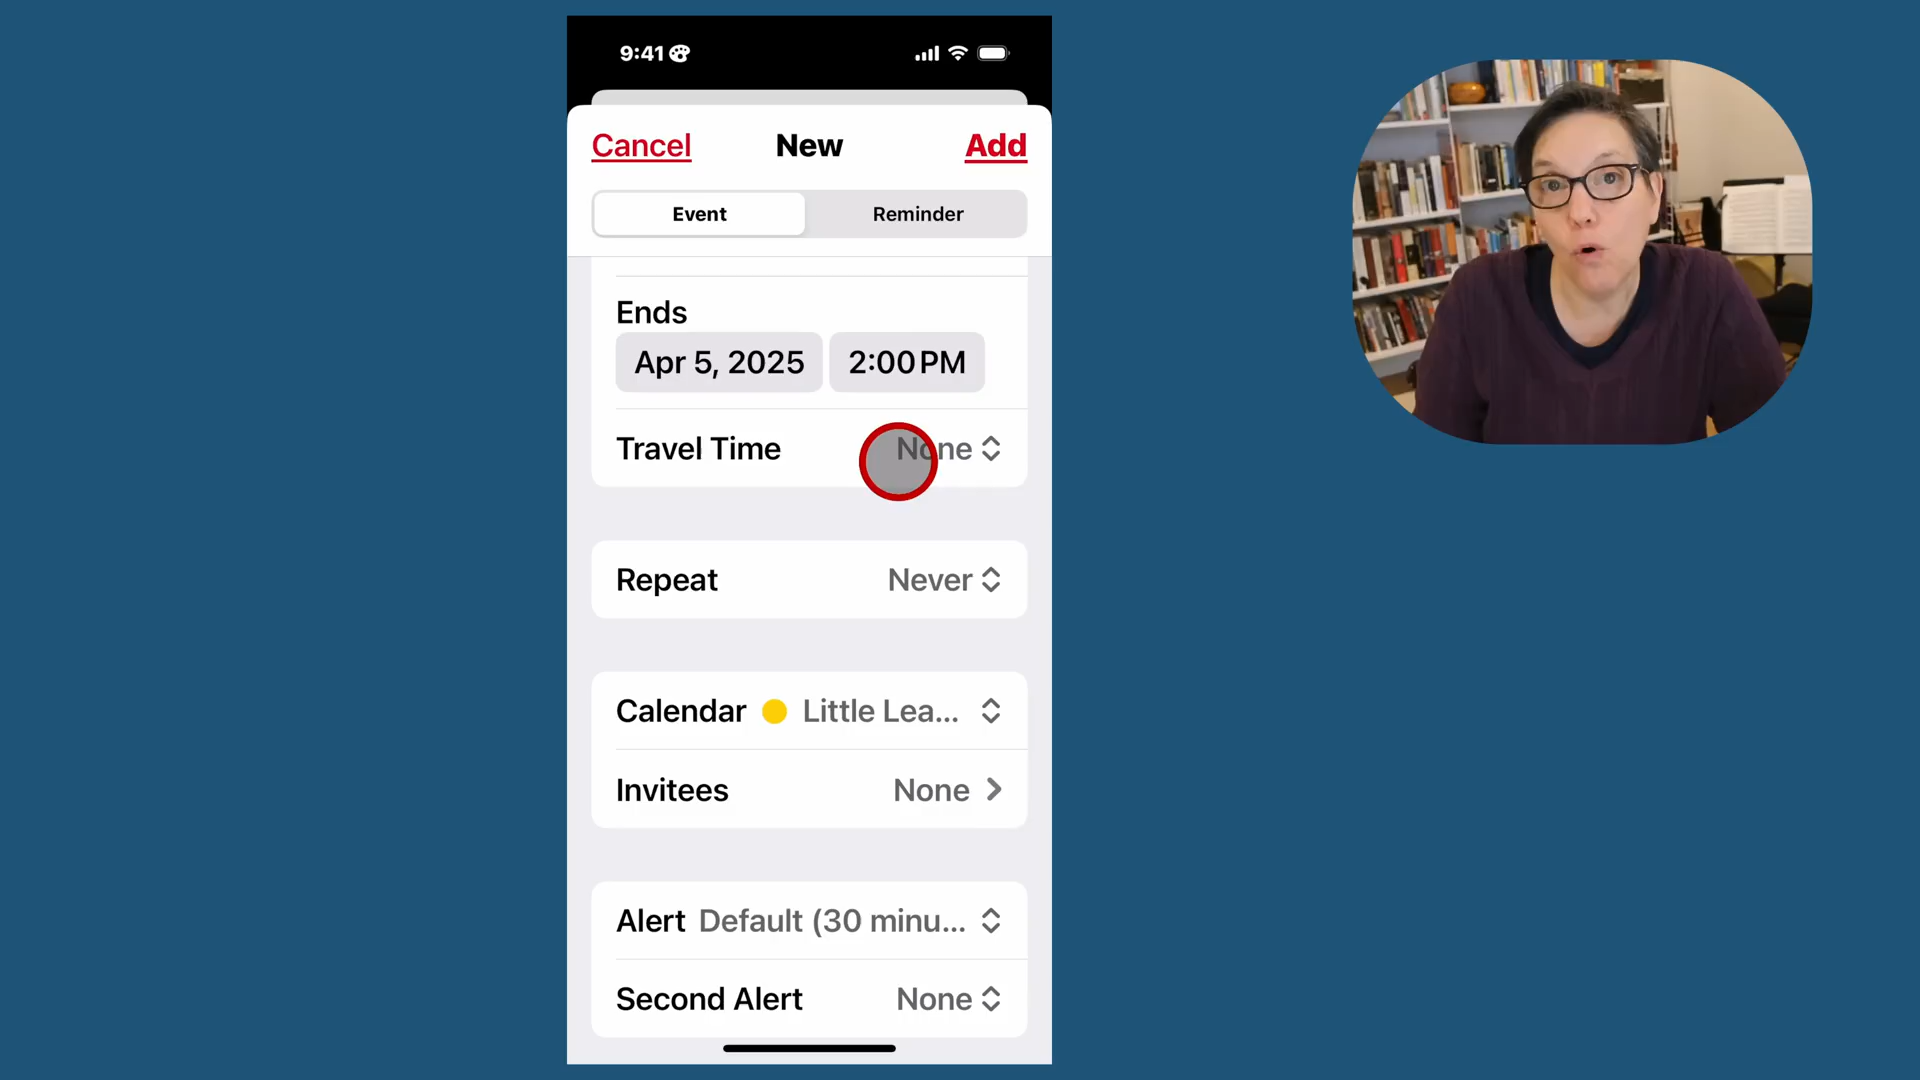 9:41
Cancel New Add
Event Reminder
Ends
Apr 5, 2025 2:00 PM
Travel Time None
Repeat Never
Calendar Little Lea...
Invitees None
Alert Default (30 minu...
Second Alert None